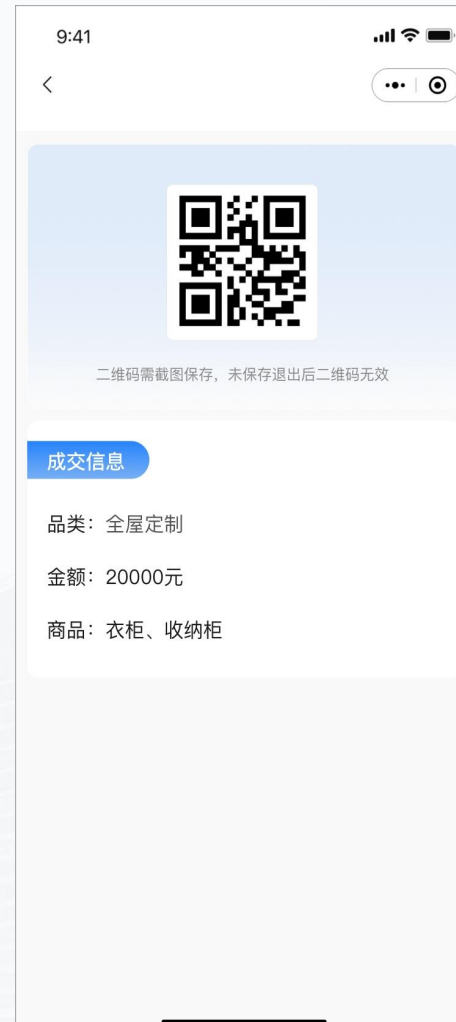 9:41
二维码需截图保存，未保存退出后二维码无效
成交信息
品类：全屋定制
金额：20000元
商品：衣柜、收纳柜